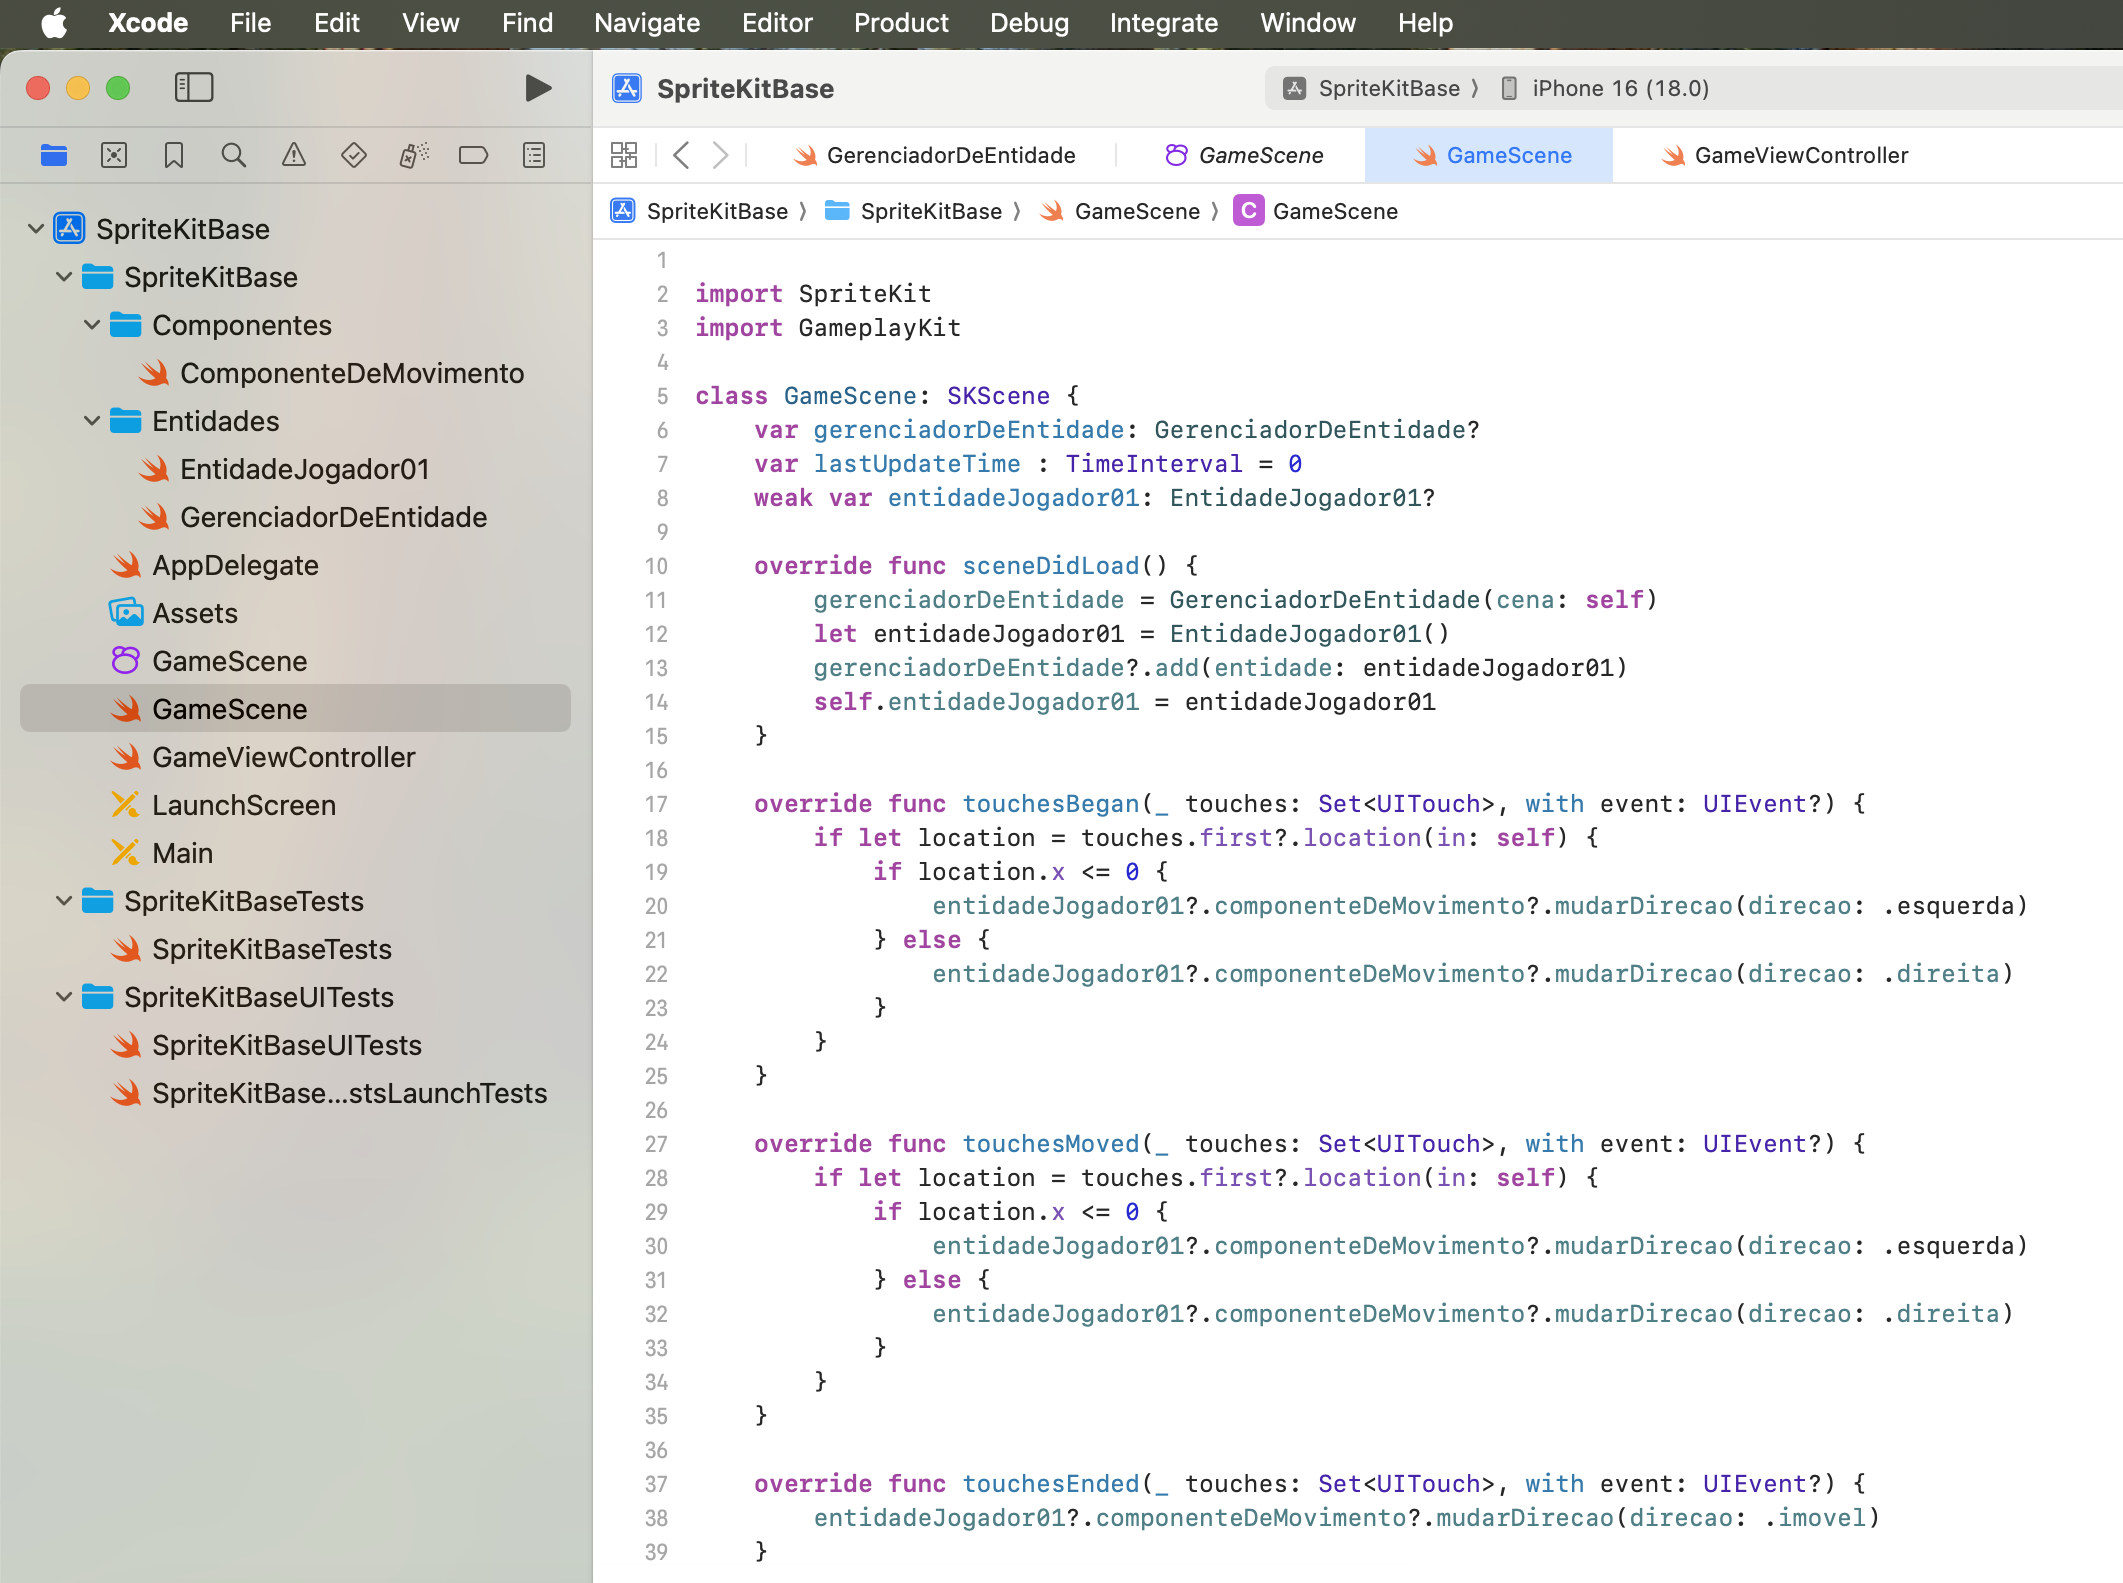 Xcode File Edit View Find Navigate Editor Product Debug Integrate Window Help
SpriteKitBase
SpriteKitBase 〉 iPhone 16 (18.0)
GerenciadorDeEntidade
GameScene
GameScene
GameViewController
SpriteKitBase 〉 SpriteKitBase 〉 GameScene 〉 C GameScene
SpriteKitBase
SpriteKitBase
Componentes
ComponenteDeMovimento
Entidades
EntidadeJogador01
GerenciadorDeEntidade
AppDelegate
Assets
GameScene
GameScene
GameViewController
LaunchScreen
Main
SpriteKitBaseTests
SpriteKitBaseTests
SpriteKitBaseUITests
SpriteKitBaseUITests
SpriteKitBase...stsLaunchTests
1
2 import SpriteKit
3 import GameplayKit
4
5 class GameScene: SKScene {
6     var gerenciadorDeEntidade: GerenciadorDeEntidade?
7     var lastUpdateTime : TimeInterval = 0
8     weak var entidadeJogador01: EntidadeJogador01?
9
10     override func sceneDidLoad() {
11         gerenciadorDeEntidade = GerenciadorDeEntidade(cena: self)
12         let entidadeJogador01 = EntidadeJogador01()
13         gerenciadorDeEntidade?.add(entidade: entidadeJogador01)
14         self.entidadeJogador01 = entidadeJogador01
15     }
16
17     override func touchesBegan(_ touches: Set<UITouch>, with event: UIEvent?) {
18         if let location = touches.first?.location(in: self) {
19             if location.x <= 0 {
20                 entidadeJogador01?.componenteDeMovimento?.mudarDirecao(direcao: .esquerda)
21             } else {
22                 entidadeJogador01?.componenteDeMovimento?.mudarDirecao(direcao: .direita)
23             }
24         }
25     }
26
27     override func touchesMoved(_ touches: Set<UITouch>, with event: UIEvent?) {
28         if let location = touches.first?.location(in: self) {
29             if location.x <= 0 {
30                 entidadeJogador01?.componenteDeMovimento?.mudarDirecao(direcao: .esquerda)
31             } else {
32                 entidadeJogador01?.componenteDeMovimento?.mudarDirecao(direcao: .direita)
33             }
34         }
35     }
36
37     override func touchesEnded(_ touches: Set<UITouch>, with event: UIEvent?) {
38         entidadeJogador01?.componenteDeMovimento?.mudarDirecao(direcao: .imovel)
39     }